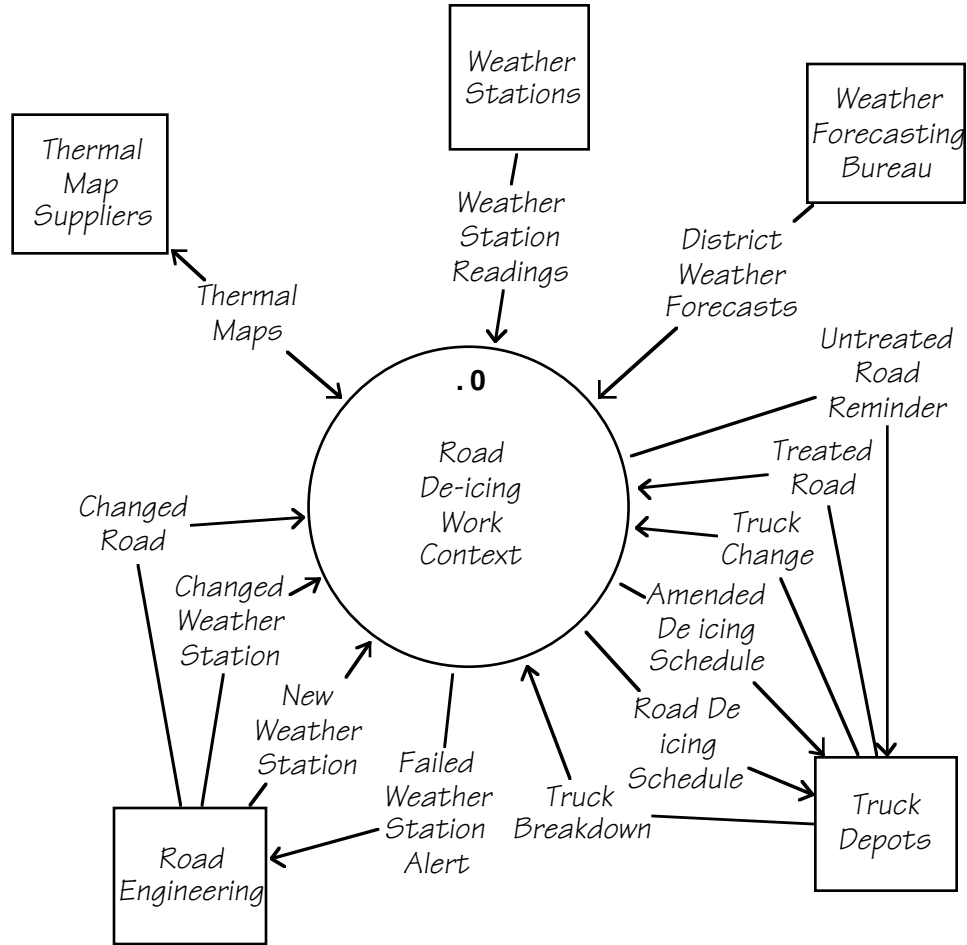 Weather
Stations
Weather
Forecasting
Bureau
Thermal
Map
Suppliers
Weather
Station
Readings
District
Weather
Forecasts
Thermal
Maps
Untreated
Road
Reminder
.0
Road
De-icing
Work
Context
Treated
Road
Changed
Road
Truck
Change
Changed
Weather
Station
Amended
De icing
Schedule
New
Weather
Station
Road De
icing
Schedule
Failed
Weather
Station
Alert
Truck
Breakdown
Truck
Depots
Road
Engineering